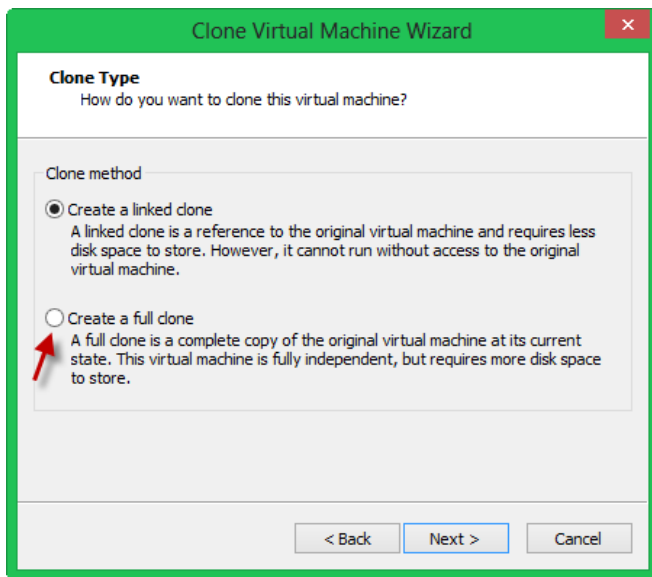 Clone Virtual Machine Wizard
Clone Type
How do you want to clone this virtual machine?
Clone method
Create a linked clone
A linked clone is a reference to the original virtual machine and requires less
disk space to store. However, it cannot run without access to the original
virtual machine.
Create a full clone
A full clone is a complete copy of the original virtual machine at its current
state. This virtual machine is fully independent, but requires more disk space
to store.
< Back Next > Cancel